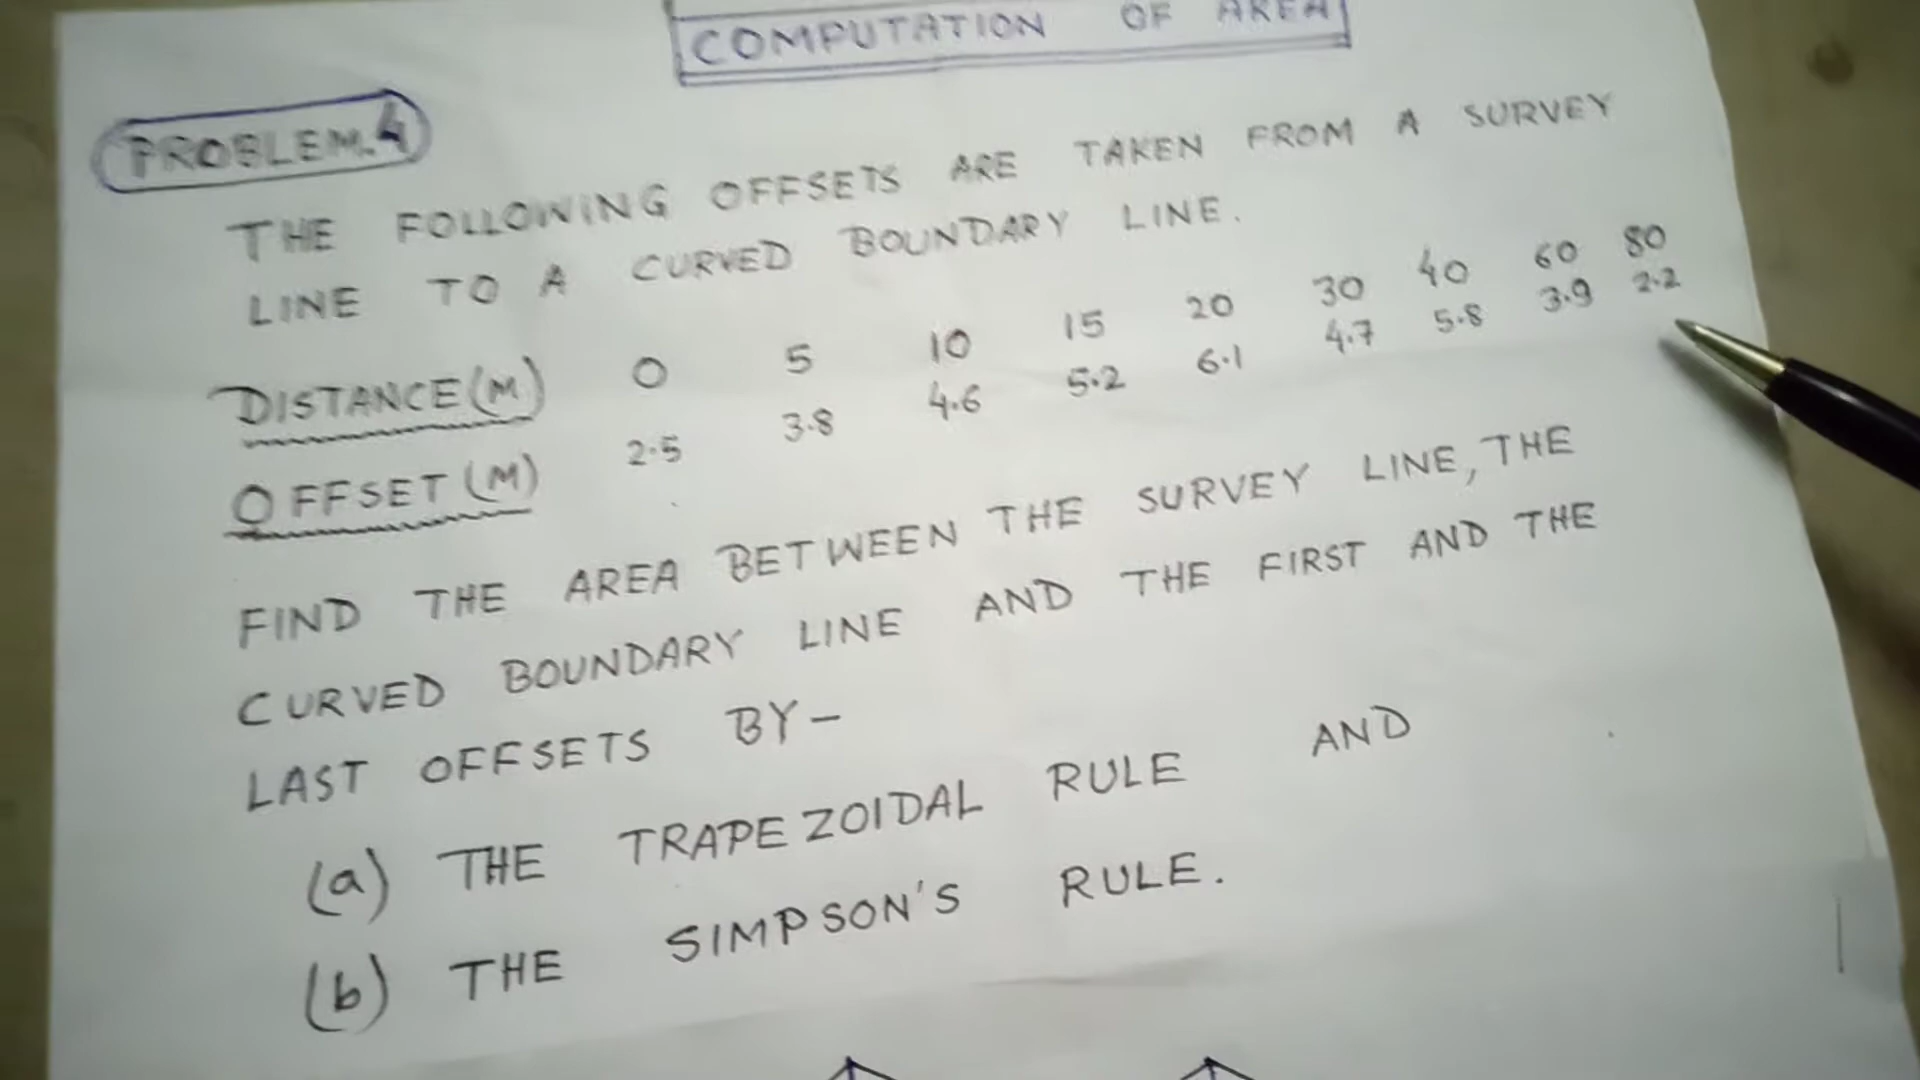 COMPUTATION OF AREA
PROBLEM.4
THE FOLLOWING OFFSETS ARE TAKEN FROM A SURVEY
LINE TO A CURVED BOUNDARY LINE.
DISTANCE(M) 0 5 10 15 20 30 40 60 80
OFFSET(M) 2.5 3.8 4.6 5.2 6.1 4.7 5.8 3.9 2.2
FIND THE AREA BETWEEN THE SURVEY LINE, THE
CURVED BOUNDARY LINE AND THE FIRST AND THE
LAST OFFSETS BY-
(a) THE TRAPEZOIDAL RULE AND
(b) THE SIMPSON'S RULE.